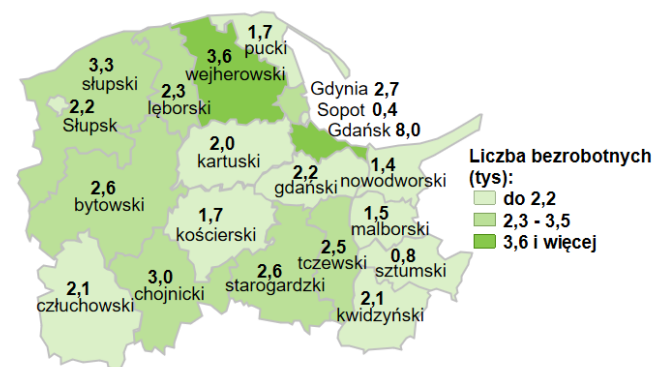 1,7
pucki
3,6
wejherowski
3,3
słupski
2,3
lęborski
2,2
Słupsk
Gdynia 2,7
Sopot 0,4
Gdańsk 8,0
2,0
kartuski
2,2
gdański
1,4
nowodworski
2,6
bytowski
1,7
kościerski
1,5
malborski
2,5
tczewski
0,8
sztumski
2,6
starogardzki
3,0
chojnicki
2,1
człuchowski
2,1
kwidzyński
Liczba bezrobotnych
(tys):
do 2,2
2,3 - 3,5
3,6 i więcej